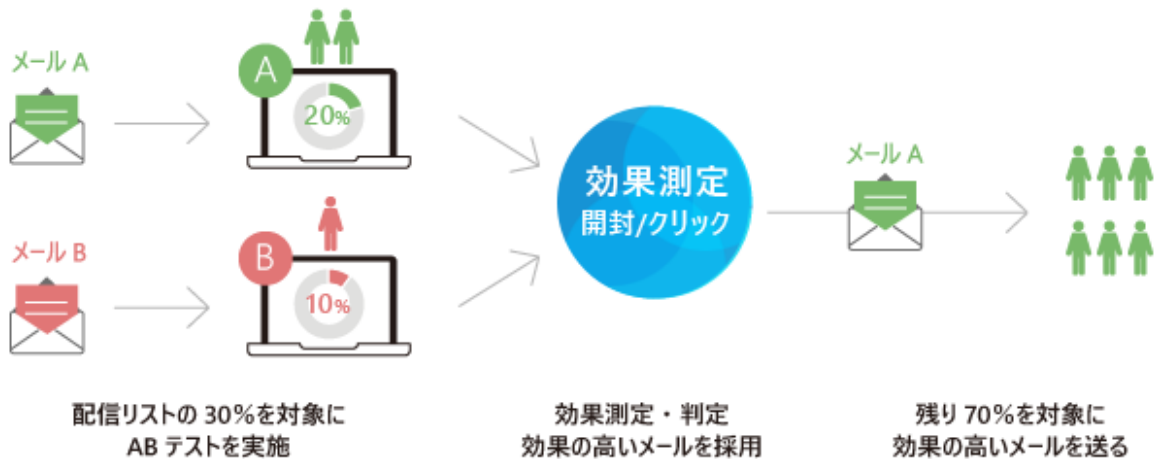 メール A
A
20%
メール B
B
10%
効果測定
開封/クリック
メール A
配信リストの 30%を対象に
AB テストを実施
効果測定・判定
効果の高いメールを採用
残り 70%を対象に
効果の高いメールを送る